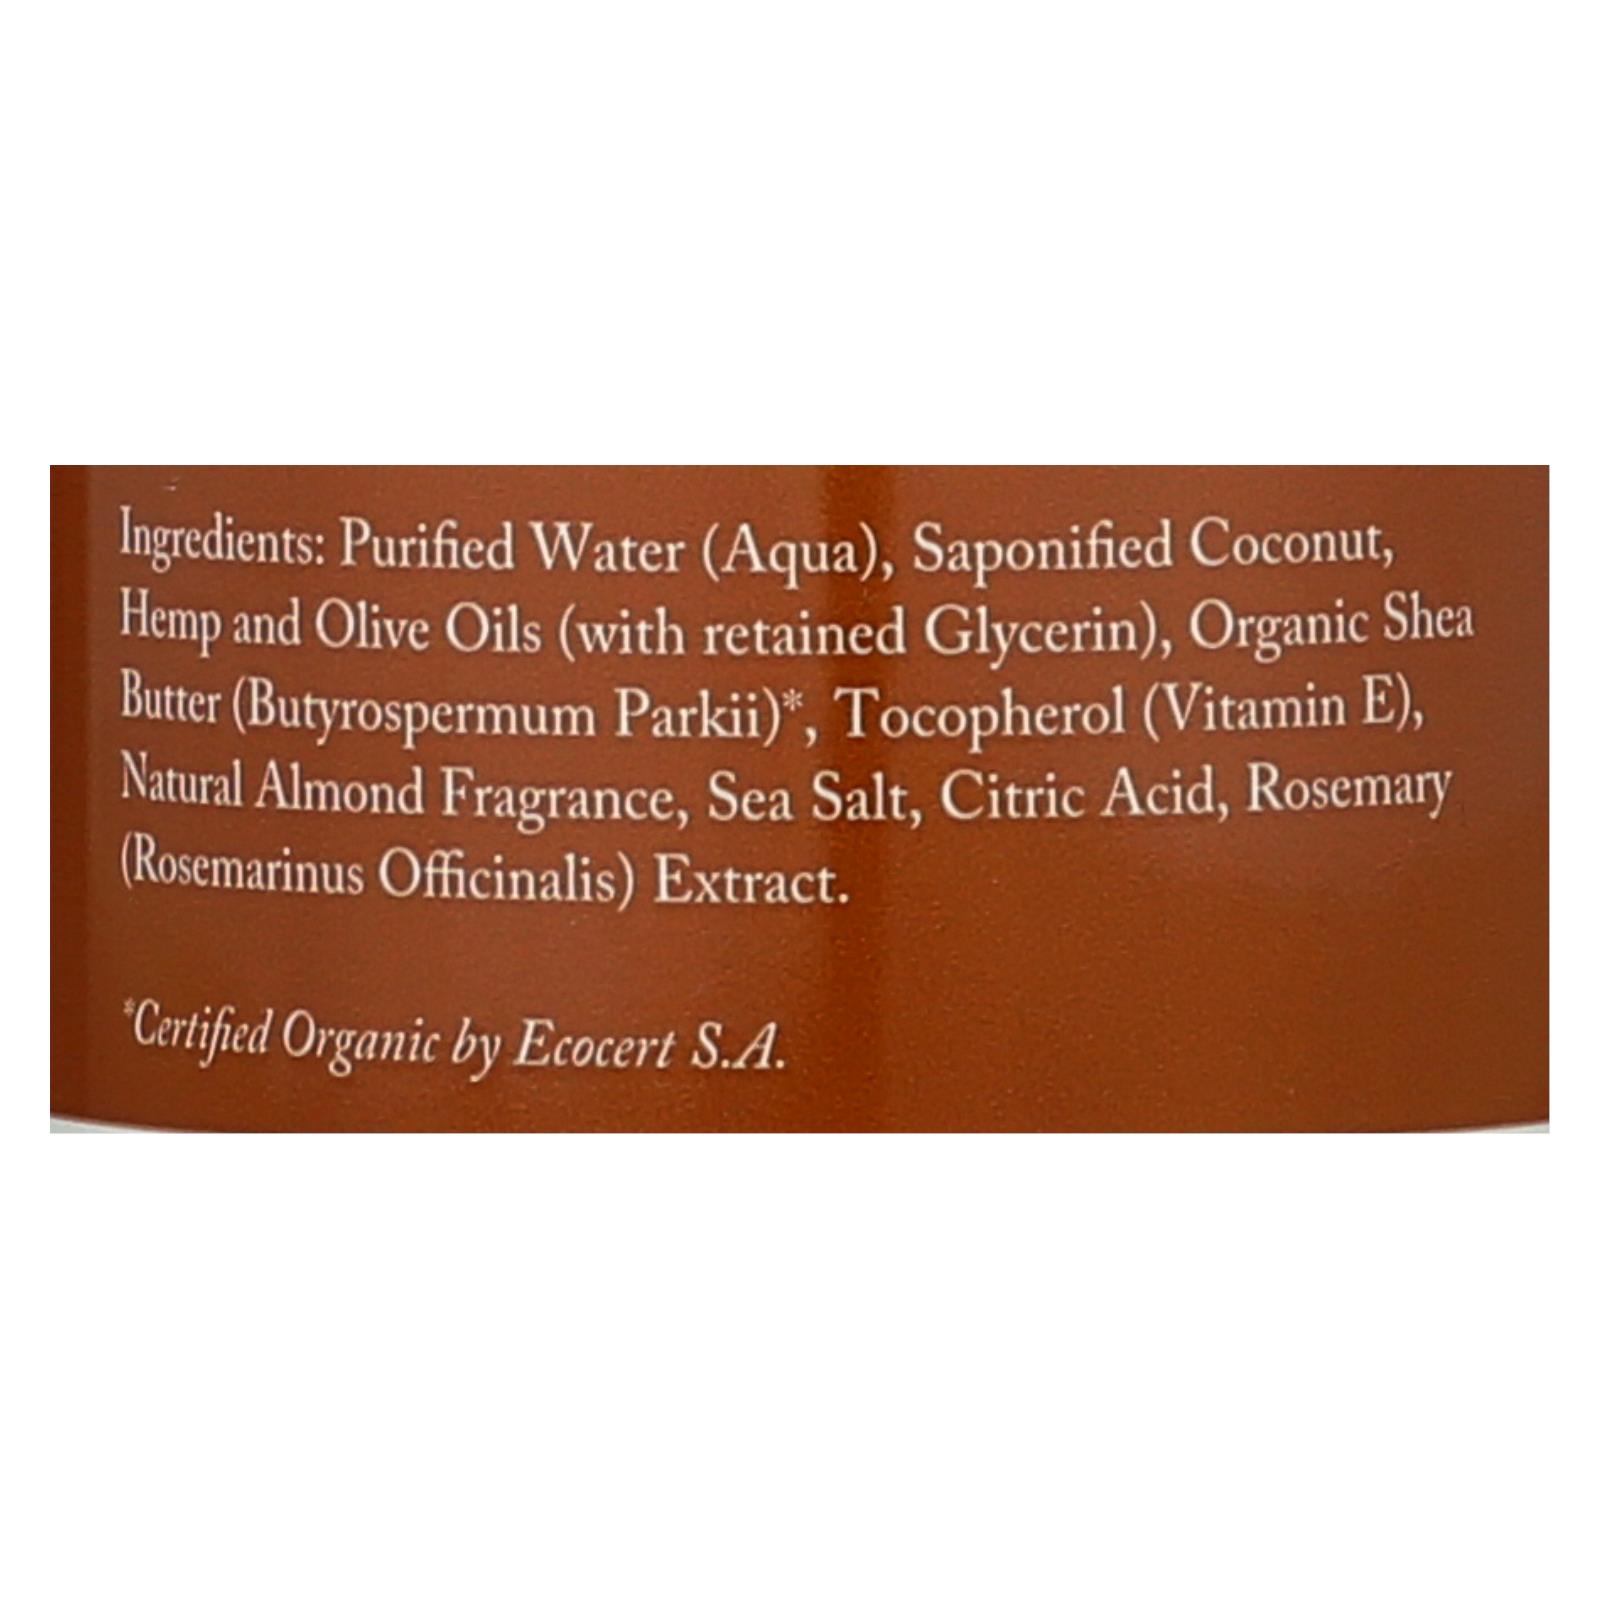 Ingredients: Purified Water (Aqua), Saponified Coconut,
Hemp and Olive Oils (with retained Glycerin), Organic Shea
Butter (Butyrospermum Parkii)*, Tocopherol (Vitamin E),
Natural Almond Fragrance, Sea Salt, Citric Acid, Rosemary
(Rosemarinus Officinalis) Extract.
*Certified Organic by Ecocert S.A.